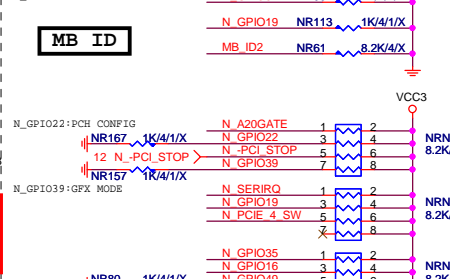 N_GPIO19 NR113 1K/4/1/X
MB ID
MB_ID2 NR61 8.2K/4/X
VCC3
N_GPIO22:PCH CONFIG
N_A20GATE 1 2
NR167 1K/4/1/X N_GPIO22 3 4 NRN
12 N_-PCI_STOP N_-PCI_STOP 5 6 8.2K/
NR157 1K/4/1/X N_GPIO39 7 8
N_GPIO39:GFX MODE
N_SERIRQ 1 2
N_GPIO19 3 4 NRN
N_PCIE_4_SW 5 6 8.2K/
7 8
N_GPIO35 1 2
N_GPIO16 3 4 NRN